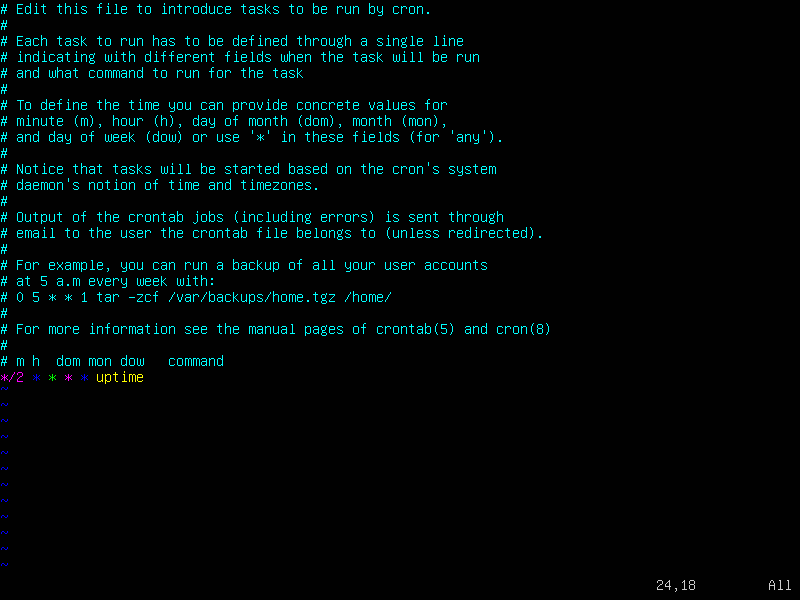 # Edit this file to introduce tasks to be run by cron.
#
# Each task to run has to be defined through a single line
# indicating with different fields when the task will be run
# and what command to run for the task
#
# To define the time you can provide concrete values for
# minute (m), hour (h), day of month (dom), month (mon),
# and day of week (dow) or use '*' in these fields (for 'any').
#
# Notice that tasks will be started based on the cron's system
# daemon's notion of time and timezones.
#
# Output of the crontab jobs (including errors) is sent through
# email to the user the crontab file belongs to (unless redirected).
#
# For example, you can run a backup of all your user accounts
# at 5 a.m every week with:
# 0 5 * * 1 tar -zcf /var/backups/home.tgz /home/
#
# For more information see the manual pages of crontab(5) and cron(8)
#
# m h  dom mon dow   command
*/2 * * * * uptime
~
~
~
~
~
~
~
~
~
~
~
~
24,18         All